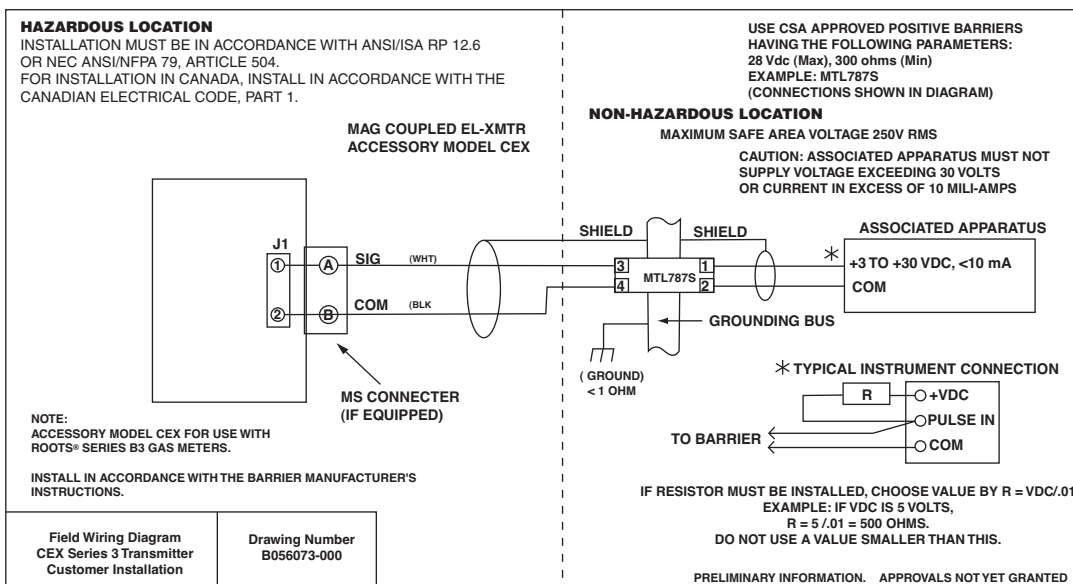 HAZARDOUS LOCATION
INSTALLATION MUST BE IN ACCORDANCE WITH ANSI/ISA RP 12.6
OR NEC ANSI/NFPA 79, ARTICLE 504.
FOR INSTALLATION IN CANADA, INSTALL IN ACCORDANCE WITH THE
CANADIAN ELECTRICAL CODE, PART 1.
MAG COUPLED EL-XMTR
ACCESSORY MODEL CEX
USE CSA APPROVED POSITIVE BARRIERS
HAVING THE FOLLOWING PARAMETERS:
28 Vdc (Max), 300 ohms (Min)
EXAMPLE: MTL787S
(CONNECTIONS SHOWN IN DIAGRAM)
NON-HAZARDOUS LOCATION
MAXIMUM SAFE AREA VOLTAGE 250V RMS
CAUTION: ASSOCIATED APPARATUS MUST NOT
SUPPLY VOLTAGE EXCEEDING 30 VOLTS
OR CURRENT IN EXCESS OF 10 MILI-AMPS
J1
1
A
SIG (WHT)
2
B
COM (BLK
MS CONNECTER
(IF EQUIPPED)
SHIELD
SHIELD
3
4
MTL787S
1
2
ASSOCIATED APPARATUS
* +3 TO +30 VDC, <10 mA
COM
GROUNDING BUS
( GROUND)
< 1 OHM
* TYPICAL INSTRUMENT CONNECTION
R
+VDC
PULSE IN
COM
TO BARRIER
NOTE:
ACCESSORY MODEL CEX FOR USE WITH
ROOTS® SERIES B3 GAS METERS.
INSTALL IN ACCORDANCE WITH THE BARRIER MANUFACTURER'S
INSTRUCTIONS.
IF RESISTOR MUST BE INSTALLED, CHOOSE VALUE BY R = VDC/.01
EXAMPLE: IF VDC IS 5 VOLTS,
R = 5 /.01 = 500 OHMS.
DO NOT USE A VALUE SMALLER THAN THIS.
Field Wiring Diagram
CEX Series 3 Transmitter
Customer Installation
Drawing Number
B056073-000
PRELIMINARY INFORMATION. APPROVALS NOT YET GRANTED